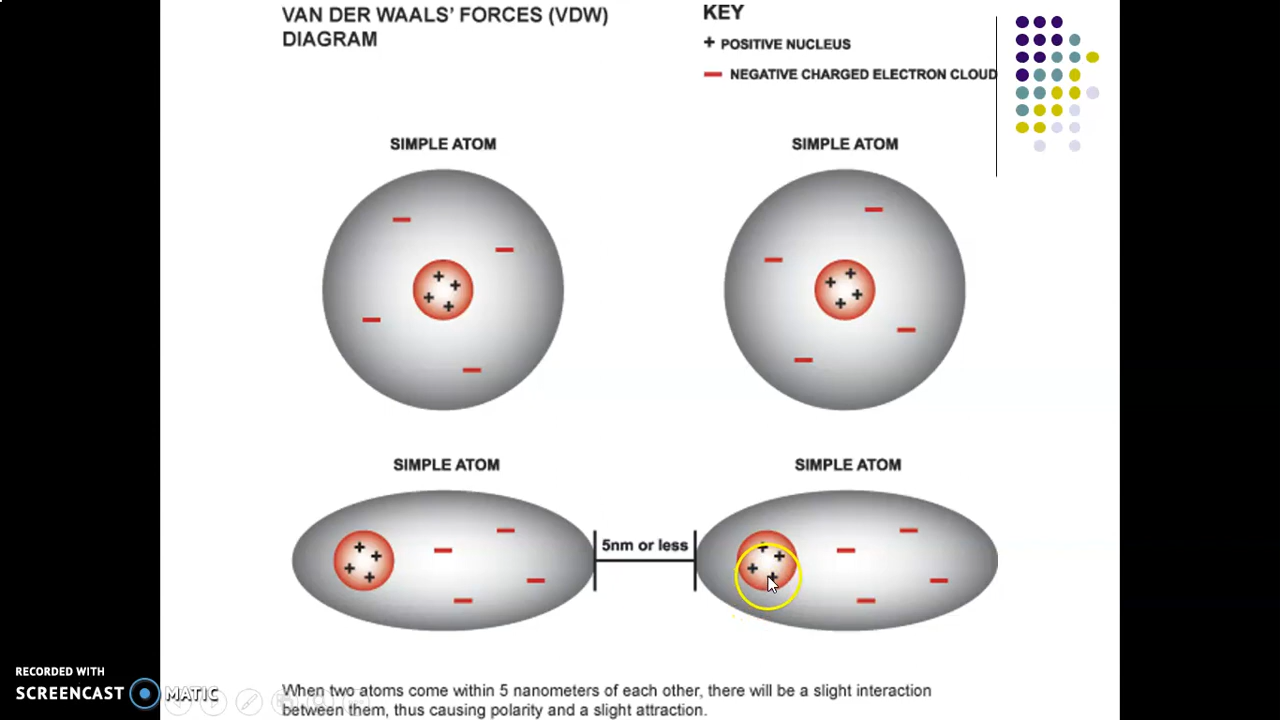 VAN DER WAALS’ FORCES (VDW)
DIAGRAM
KEY
+ POSITIVE NUCLEUS
– NEGATIVE CHARGED ELECTRON CLOUD
SIMPLE ATOM
SIMPLE ATOM
SIMPLE ATOM
SIMPLE ATOM
5nm or less
When two atoms come within 5 nanometers of each other, there will be a slight interaction
between them, thus causing polarity and a slight attraction.
RECORDED WITH
SCREENCAST MATIC